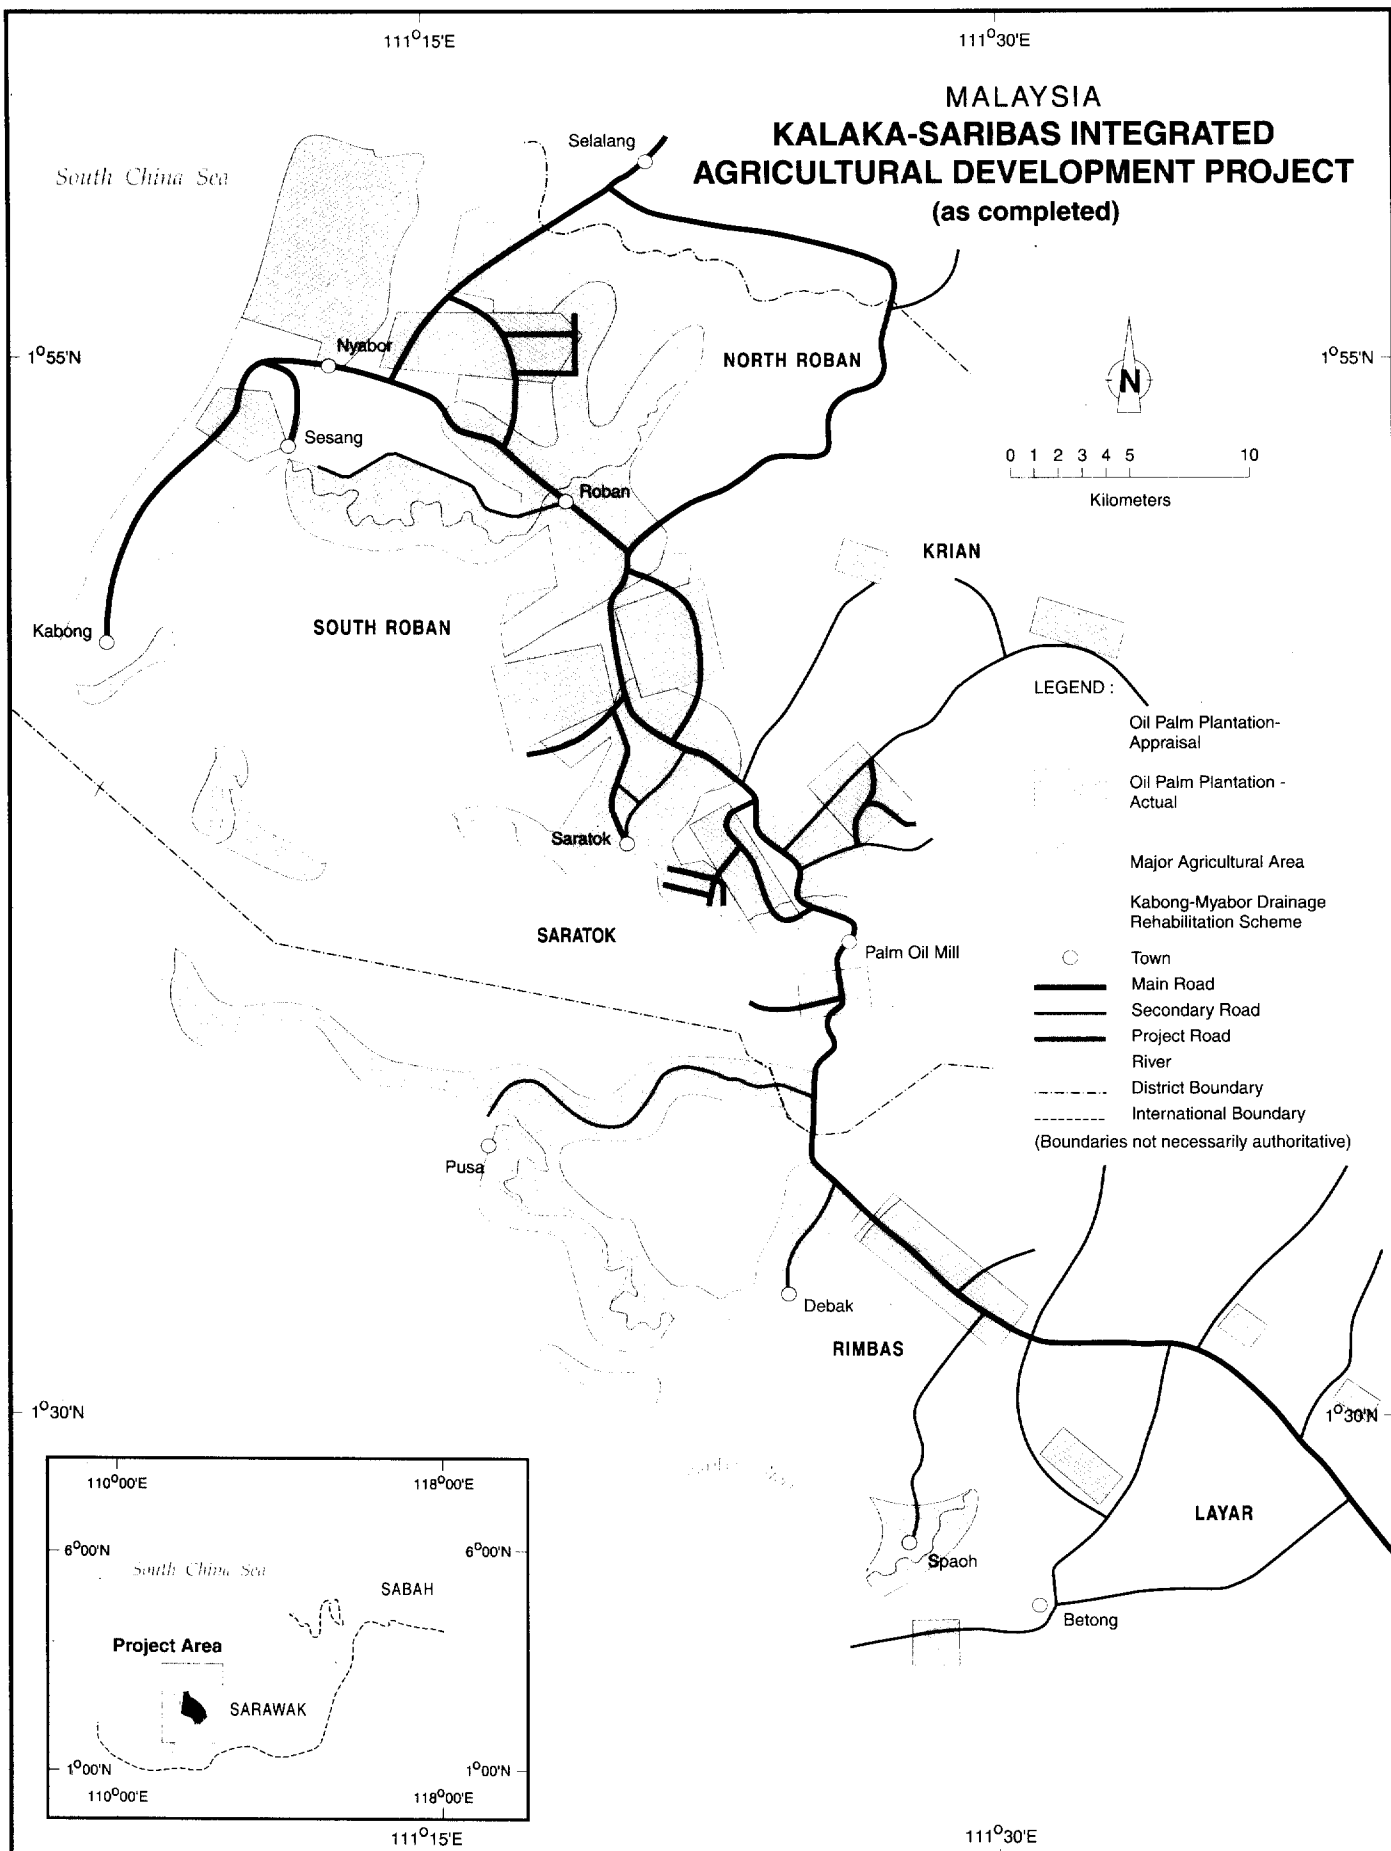 111°15'E
111°30'E
MALAYSIA
KALAKA-SARIBAS INTEGRATED
AGRICULTURAL DEVELOPMENT PROJECT
(as completed)
Selalang
South China Sea
1°55'N
Nyabor
NORTH ROBAN
1°55'N
N
Sesang
0 1 2 3 4 5 10
Kilometers
Roban
KRIAN
Kabong
SOUTH ROBAN
LEGEND :
Oil Palm Plantation-
Appraisal
Oil Palm Plantation -
Actual
Saratok
Major Agricultural Area
Kabong-Myabor Drainage
Rehabilitation Scheme
SARATOK
Palm Oil Mill
Town
Main Road
Secondary Road
Project Road
River
District Boundary
International Boundary
(Boundaries not necessarily authoritative)
Pusa
Debak
RIMBAS
1°30'N
1°30'N
LAYAR
Spaoh
Betong
110°00'E
118°00'E
6°00'N
6°00'N
South China Sea
SABAH
Project Area
SARAWAK
1°00'N
1°00'N
110°00'E
118°00'E
111°15'E
111°30'E